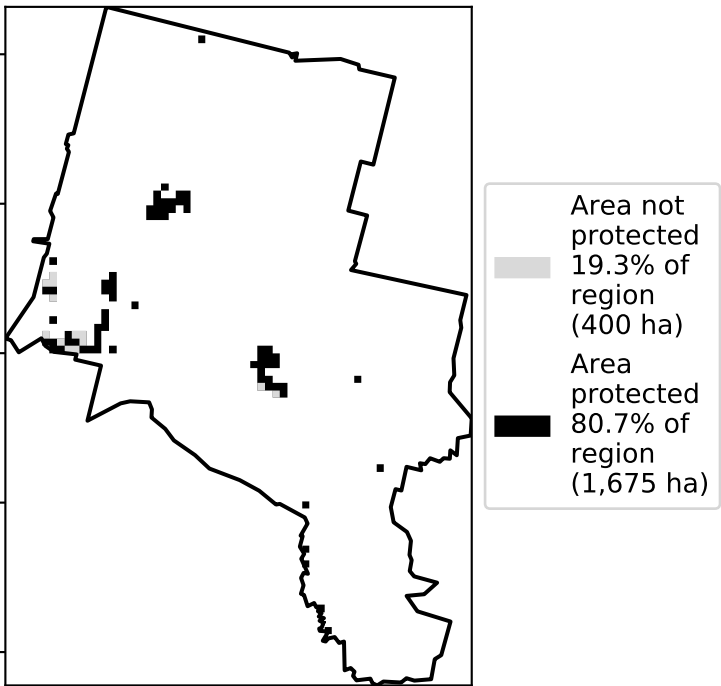 Area not
protected
19.3% of
region
(400 ha)
Area
protected
80.7% of
region
(1,675 ha)